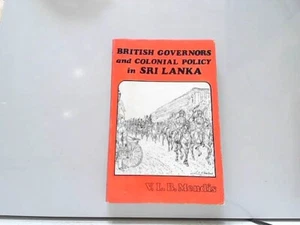 BRITISH GOVERNORS
and COLONIAL POLICY
in SRI LANKA
V. L. B. Mendis